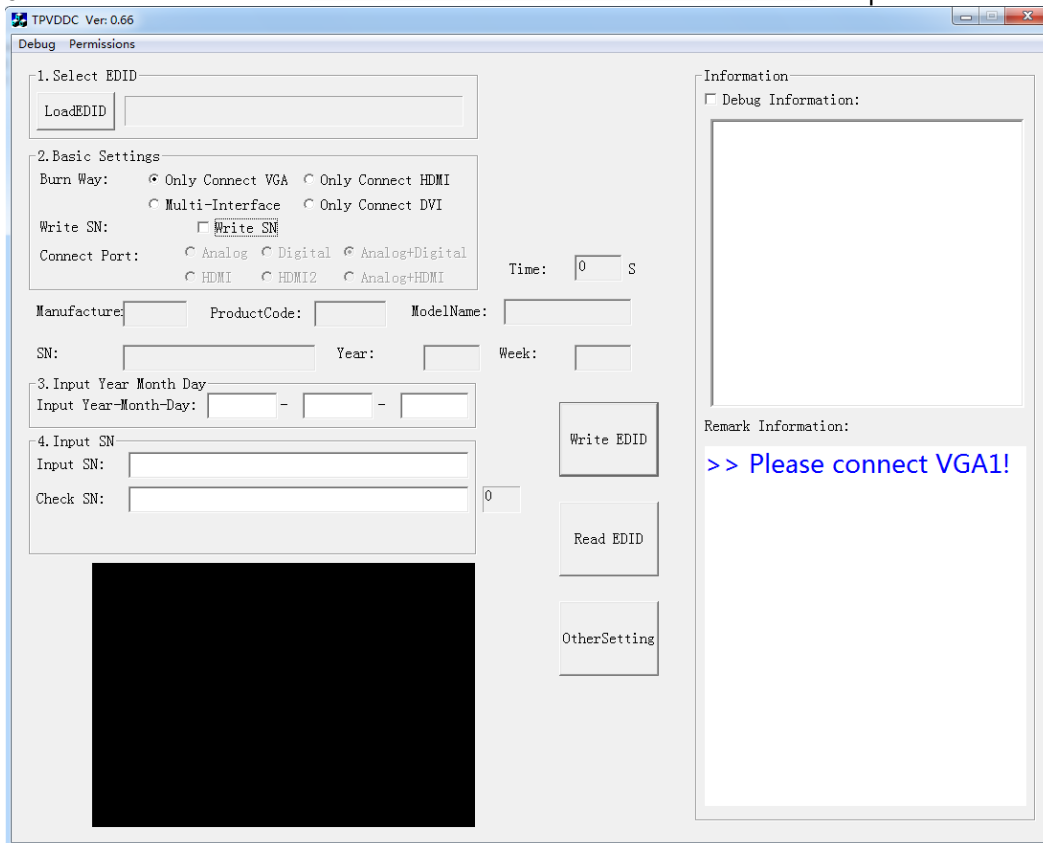 TPVDDC Ver: 0.66
Debug Permissions
1.Select EDID
LoadEDID
2.Basic Settings
Burn Way: Only Connect VGA Only Connect HDMI
Multi-Interface Only Connect DVI
Write SN: Write SN
Connect Port: Analog Digital Analog+Digital
HDMI HDMI2 Analog+HDMI
Time: 0 S
Manufacture: ProductCode: ModelName:
SN: Year: Week:
3.Input Year Month Day
Input Year-Month-Day: - -
4.Input SN
Input SN:
Check SN: 0
Write EDID
Read EDID
OtherSetting
Information
Debug Information:
Remark Information:
>> Please connect VGA1!